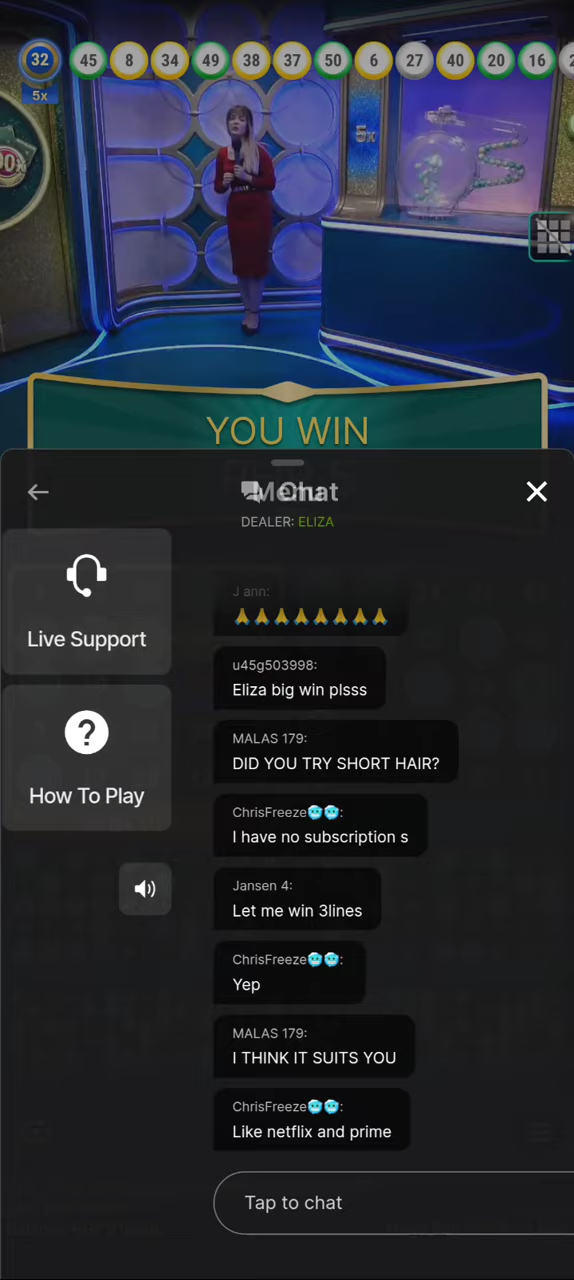 32 45 8 34 49 38 37 50 6 27 40 20 16
5x
5x
YOU WIN
Menu
Chat
DEALER: ELIZA
Live Support
How To Play
J ann:
🙏🙏🙏🙏🙏🙏🙏🙏
u45g503998:
Eliza big win plsss
MALAS 179:
DID YOU TRY SHORT HAIR?
ChrisFreeze🥶🥶:
I have no subscription s
Jansen 4:
Let me win 3lines
ChrisFreeze🥶🥶:
Yep
MALAS 179:
I THINK IT SUITS YOU
ChrisFreeze🥶🥶:
Like netflix and prime
Tap to chat